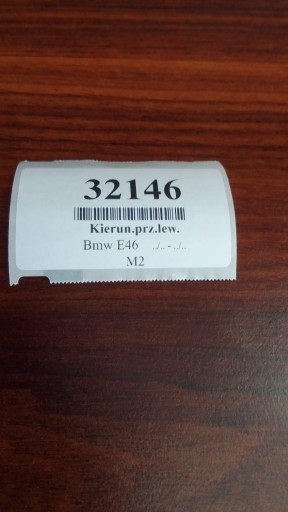 32146
Kierun.prz.lew.
Bmw E46 ../.. - ../..
M2